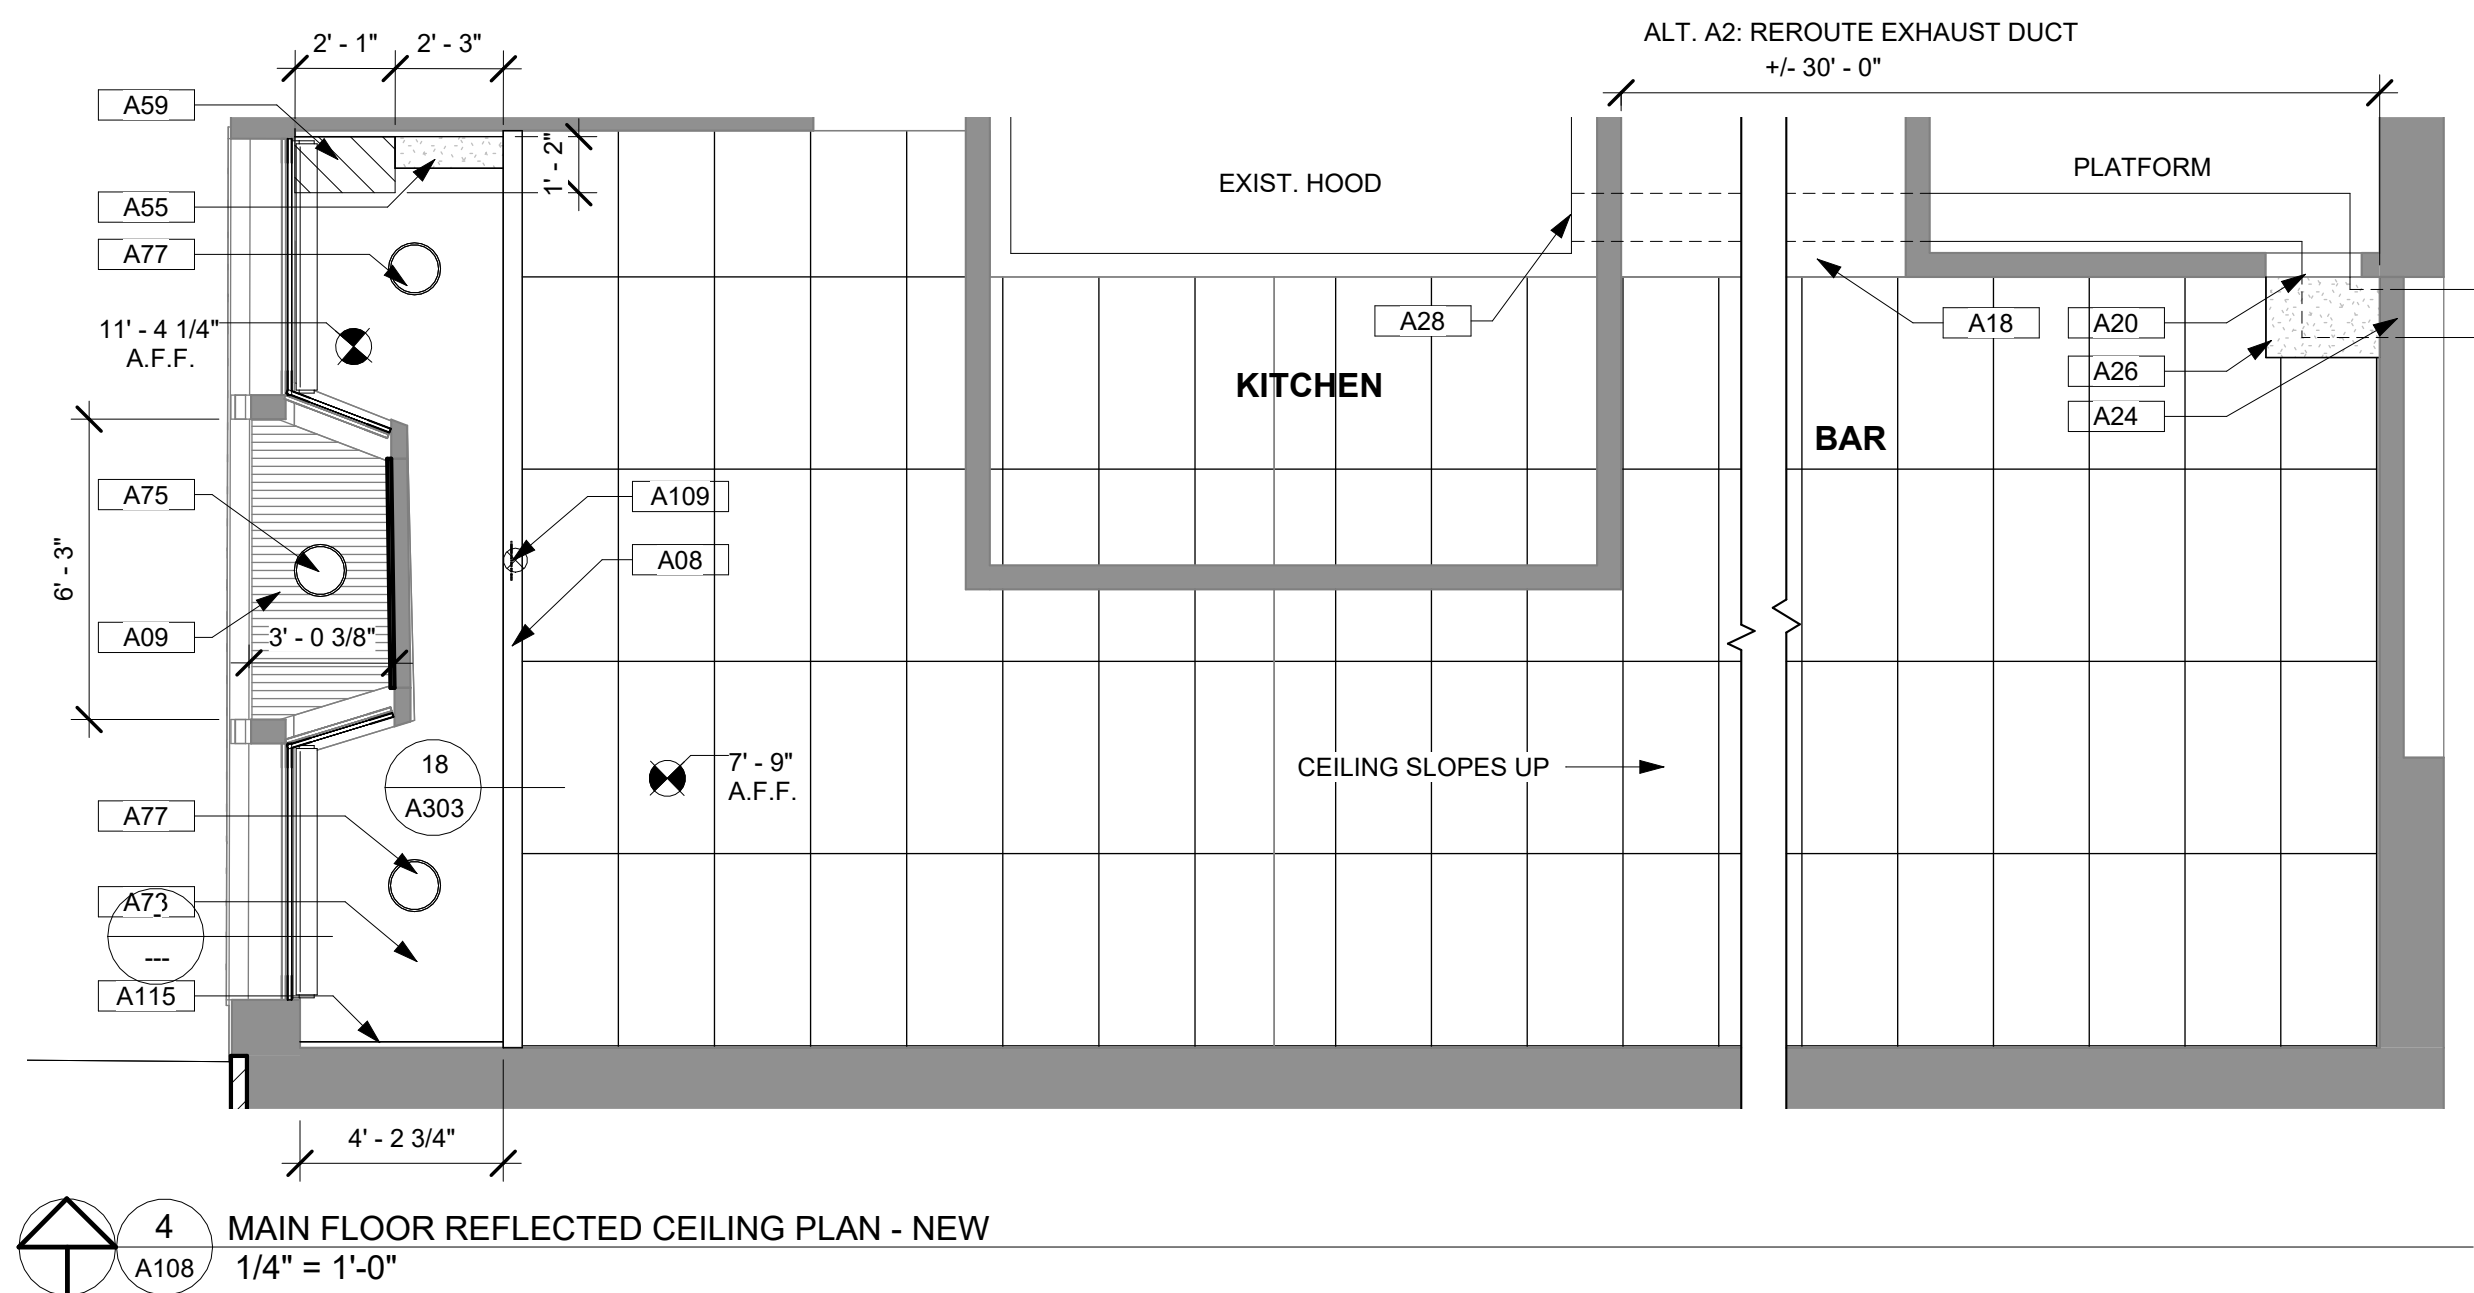 ALT. A2: REROUTE EXHAUST DUCT
+/- 30' - 0"
2' - 1"
2' - 3"
A59
1' - 2"
EXIST. HOOD
PLATFORM
A55
A77
11' - 4 1/4"
A.F.F.
A28
A18
A20
A26
A24
KITCHEN
BAR
A75
A109
6' - 3"
A08
A09
3' - 0 3/8"
18
A303
7' - 9"
A.F.F.
CEILING SLOPES UP
A77
A73
-
---
A115
4' - 2 3/4"
4
A108
MAIN FLOOR REFLECTED CEILING PLAN - NEW
1/4" = 1'-0"